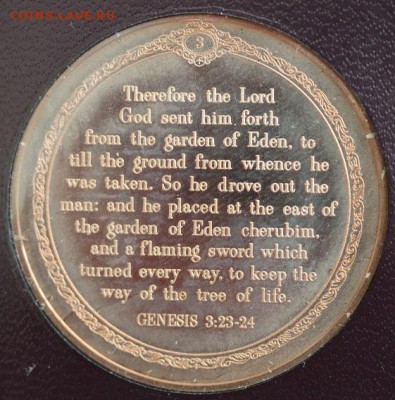 COINS.LAVE.RU
3
Therefore the Lord
God sent him forth
from the garden of Eden, to
till the ground from whence he
was taken. So he drove out the
man: and he placed at the east of
the garden of Eden cherubim,
and a flaming sword which
turned every way, to keep the
way of the tree of life.
GENESIS 3:23-24